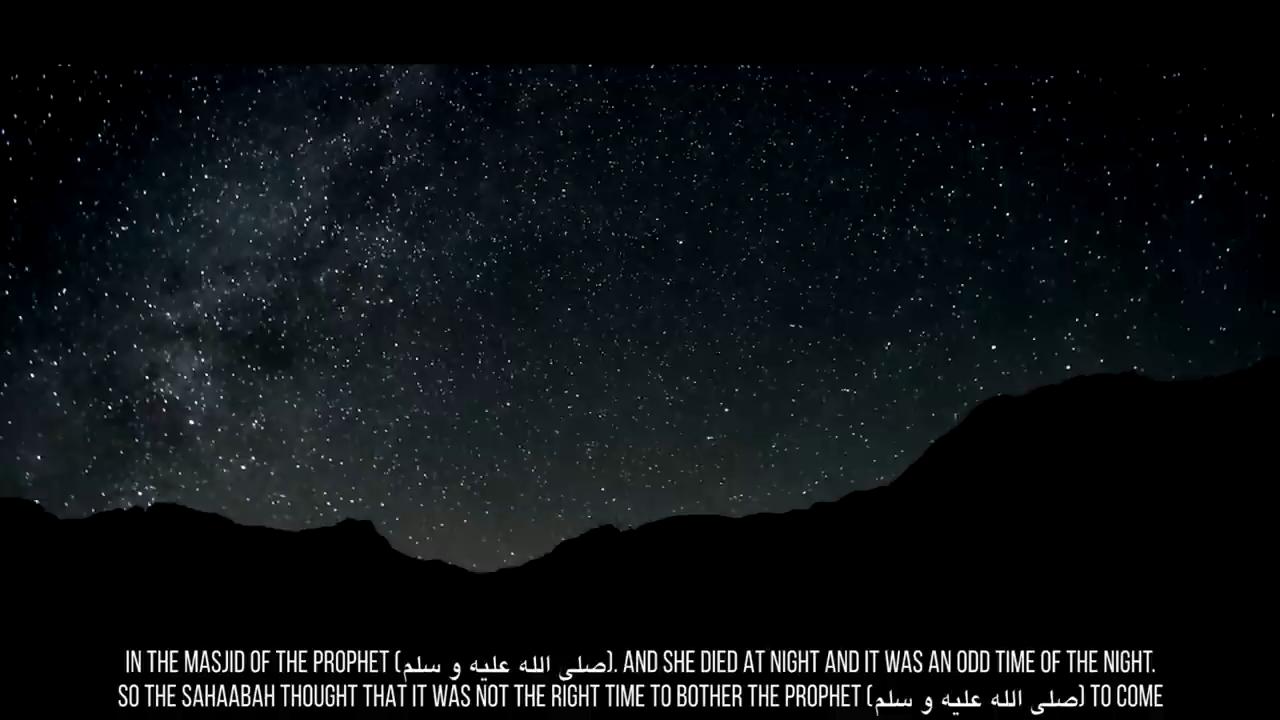 IN THE MASJID OF THE PROPHET (صلى الله عليه و سلم). AND SHE DIED AT NIGHT AND IT WAS AN ODD TIME OF THE NIGHT.
SO THE SAHAABAH THOUGHT THAT IT WAS NOT THE RIGHT TIME TO BOTHER THE PROPHET (صلى الله عليه و سلم) TO COME